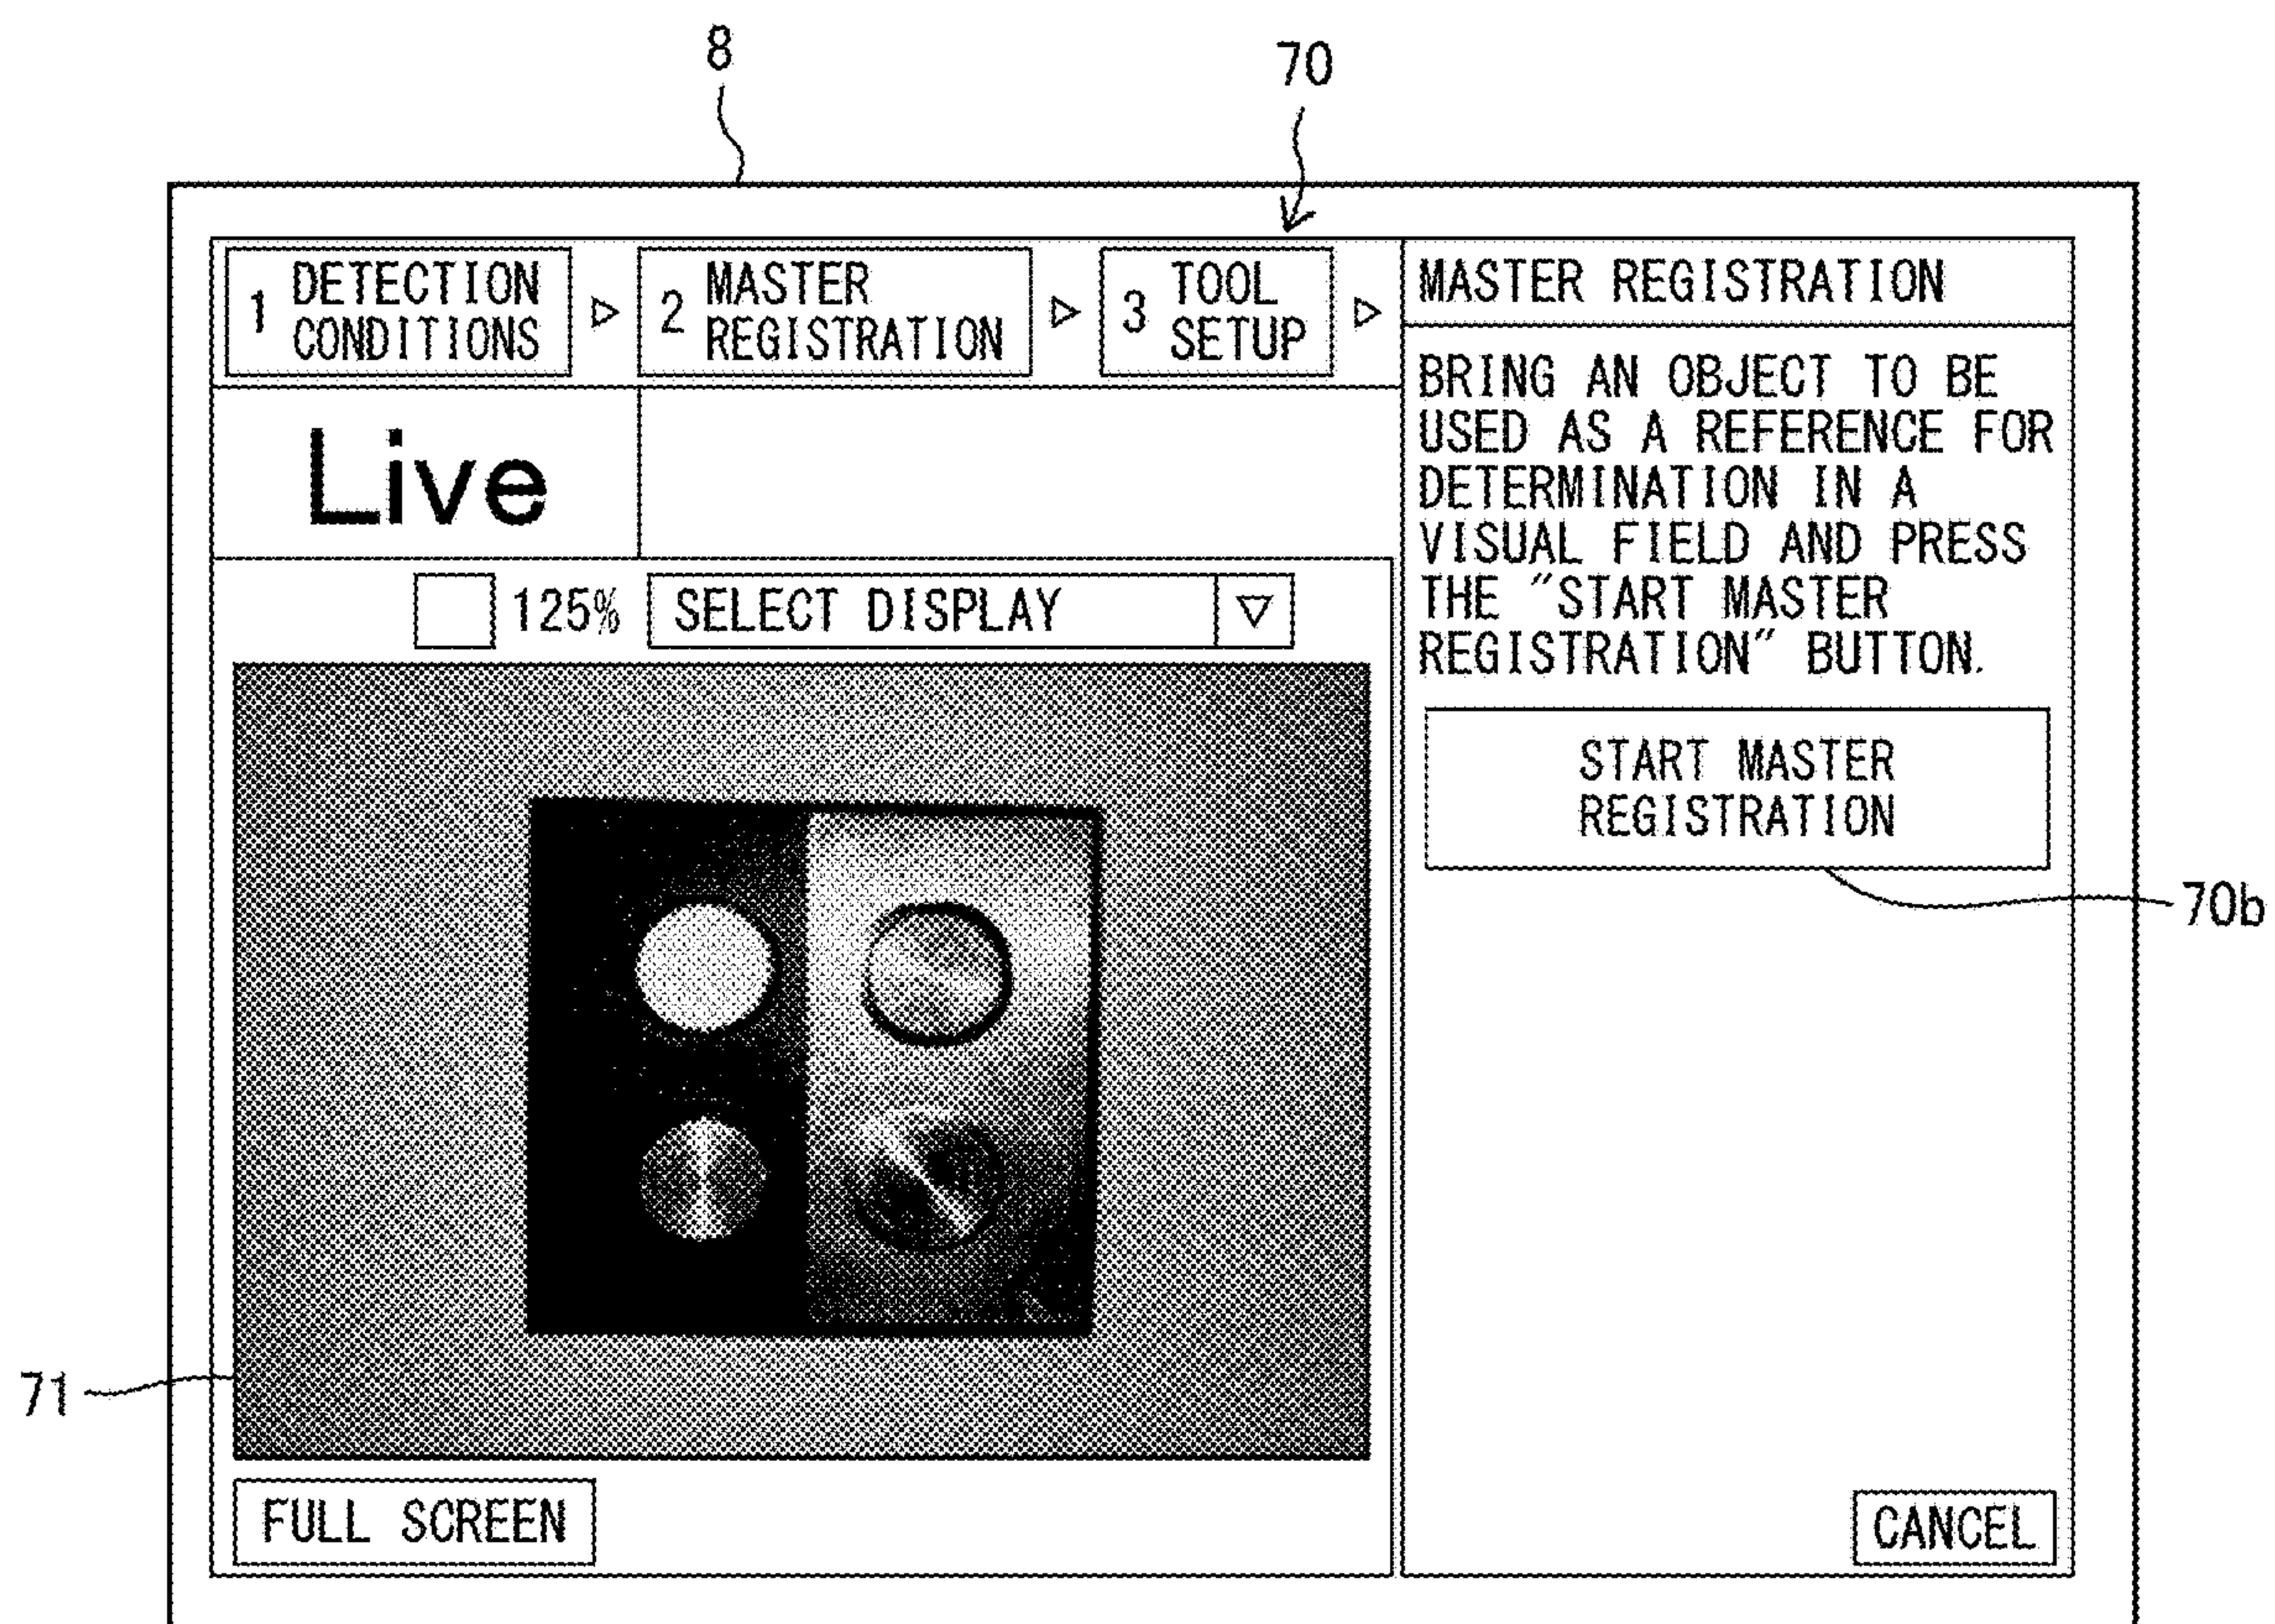 8
70
1 DETECTION CONDITIONS
2 MASTER REGISTRATION
3 TOOL SETUP
MASTER REGISTRATION
BRING AN OBJECT TO BE
USED AS A REFERENCE FOR
DETERMINATION IN A
VISUAL FIELD AND PRESS
THE "START MASTER
REGISTRATION" BUTTON.
Live
125% SELECT DISPLAY
START MASTER
REGISTRATION
70b
71
FULL SCREEN
CANCEL